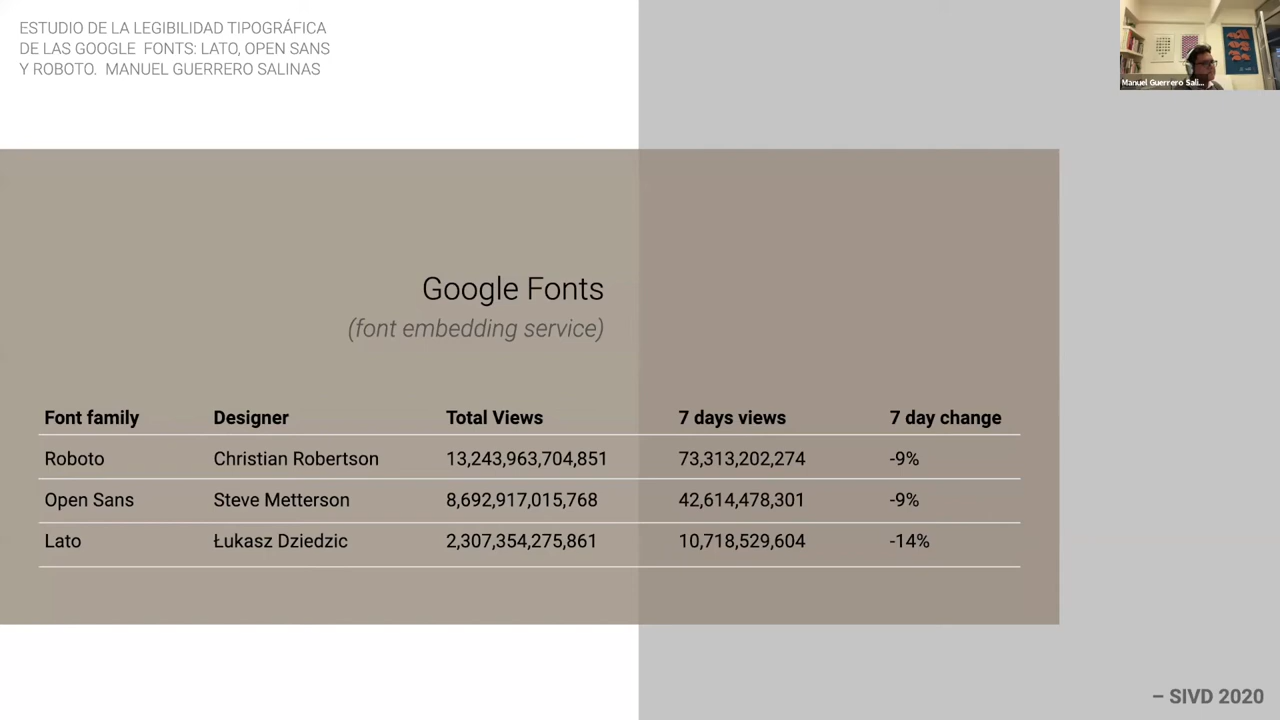 ESTUDIO DE LA LEGIBILIDAD TIPOGRÁFICA
DE LAS GOOGLE FONTS: LATO, OPEN SANS
Y ROBOTO. MANUEL GUERRERO SALINAS
Manuel Guerrero Sali...
Google Fonts
(font embedding service)
Font family Designer Total Views 7 days views 7 day change
Roboto Christian Robertson 13,243,963,704,851 73,313,202,274 -9%
Open Sans Steve Metterson 8,692,917,015,768 42,614,478,301 -9%
Lato Łukasz Dziedzic 2,307,354,275,861 10,718,529,604 -14%
– SIVD 2020